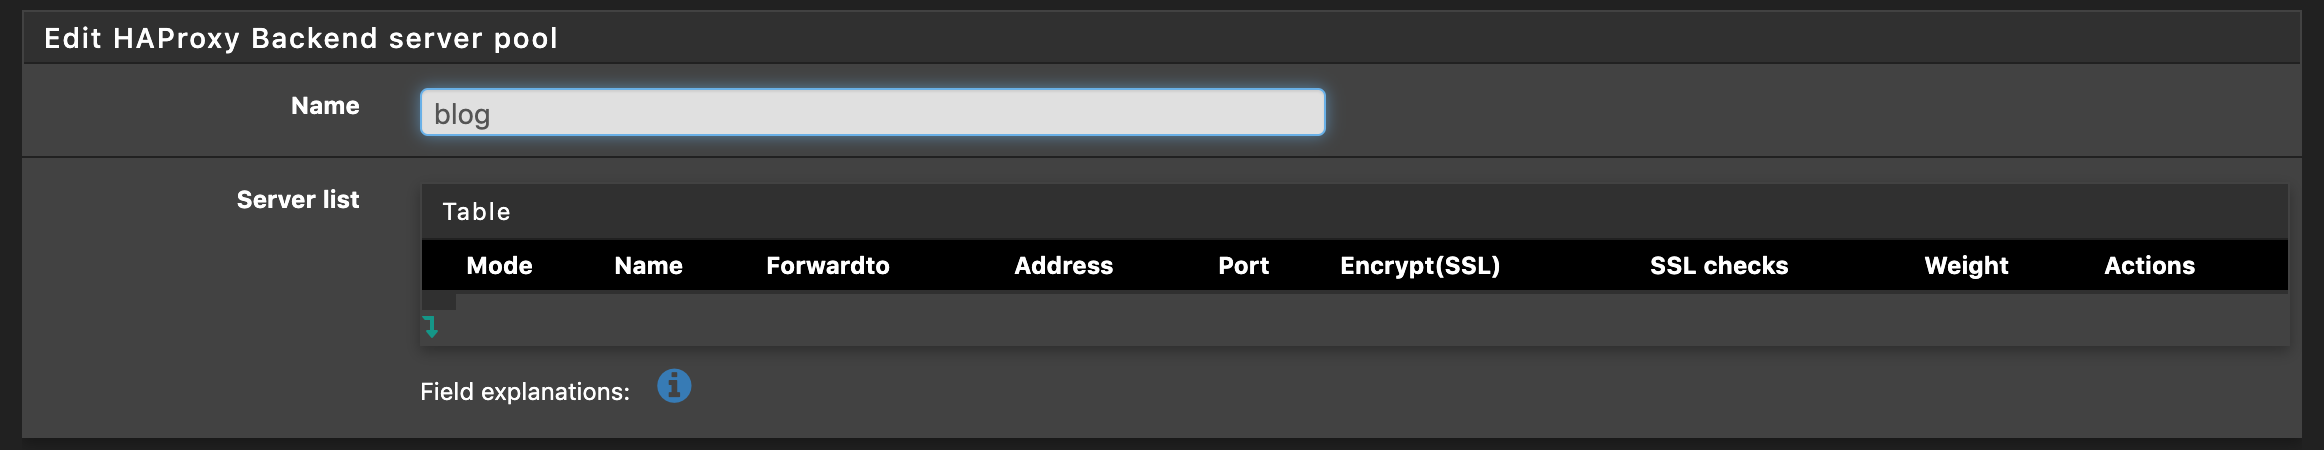 Edit HAProxy Backend server pool
Name
blog
Server list
Table
Mode Name Forwardto Address Port Encrypt(SSL) SSL checks Weight Actions
Field explanations: